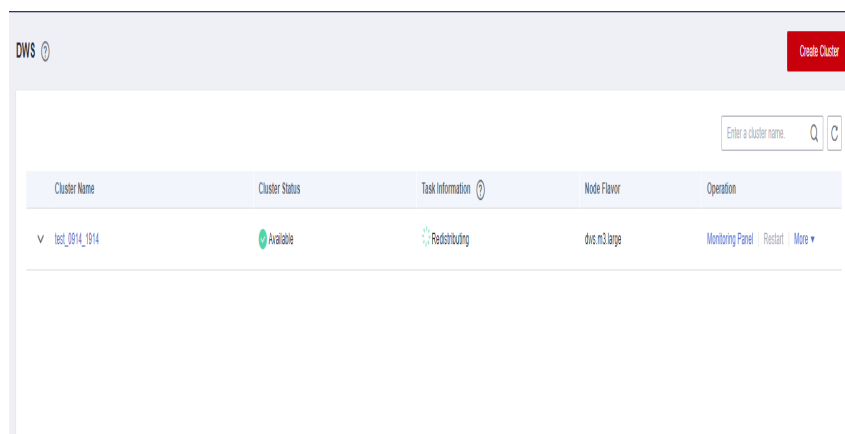 DWS ?
Create Cluster
Enter a cluster name.
Cluster Name Cluster Status Task Information ? Node Flavor Operation
test_0914_1914 Available Redistributing dws.m3.large Monitoring Panel | Restart | More